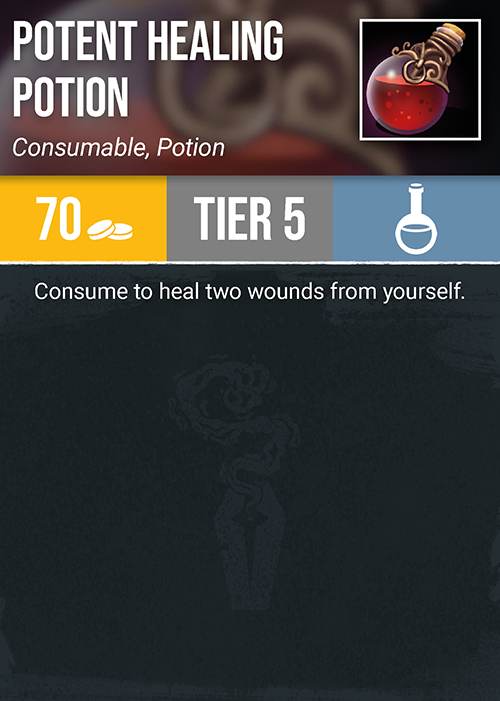 POTENT HEALING
POTION
Consumable, Potion
70
TIER 5
Consume to heal two wounds from yourself.